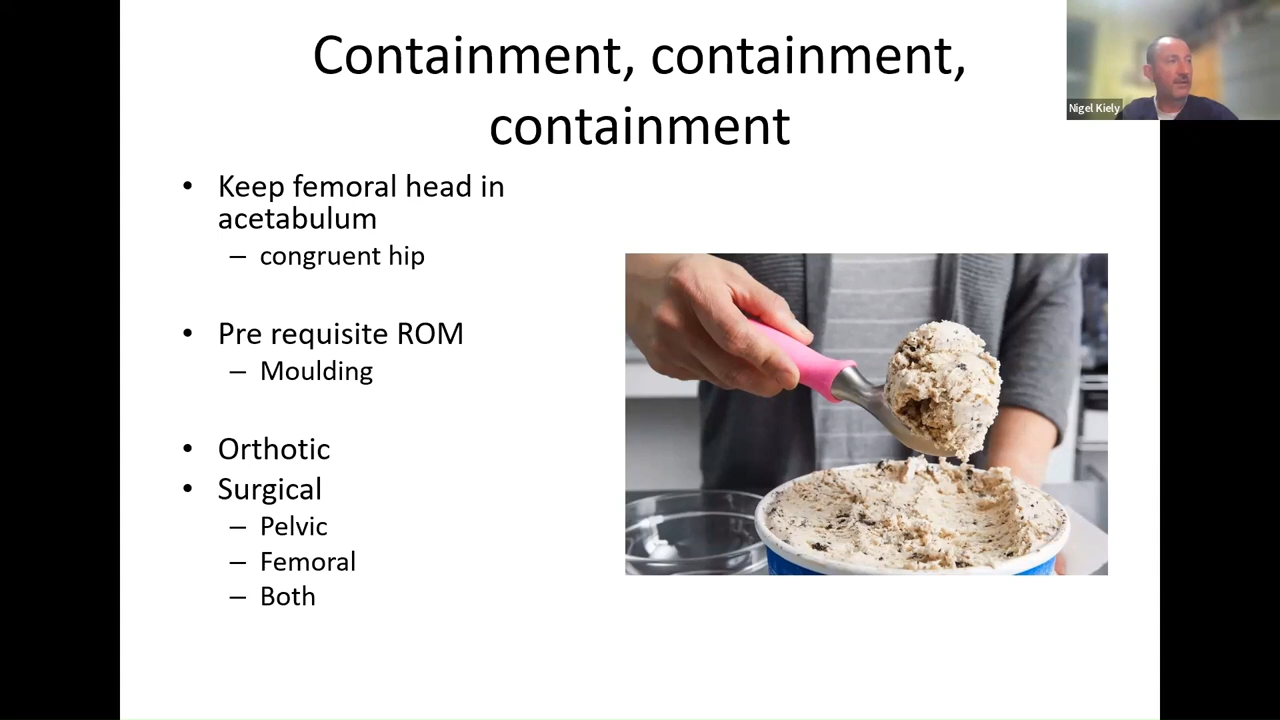 Containment, containment,
containment
Nigel Kiely
• Keep femoral head in
acetabulum
– congruent hip
• Pre requisite ROM
– Moulding
• Orthotic
• Surgical
– Pelvic
– Femoral
– Both